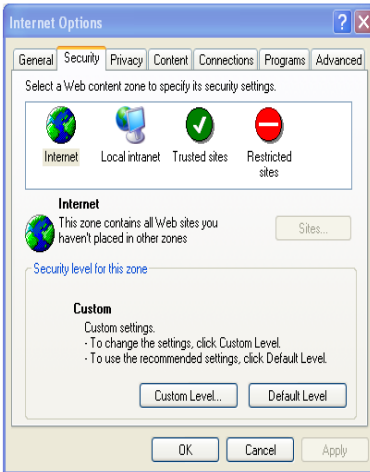 Internet Options
General Security Privacy Content Connections Programs Advanced
Select a Web content zone to specify its security settings.
Internet Local intranet Trusted sites Restricted sites
Internet
This zone contains all Web sites you
haven't placed in other zones
Sites...
Security level for this zone
Custom
Custom settings.
- To change the settings, click Custom Level.
- To use the recommended settings, click Default Level.
Custom Level... Default Level
OK Cancel Apply